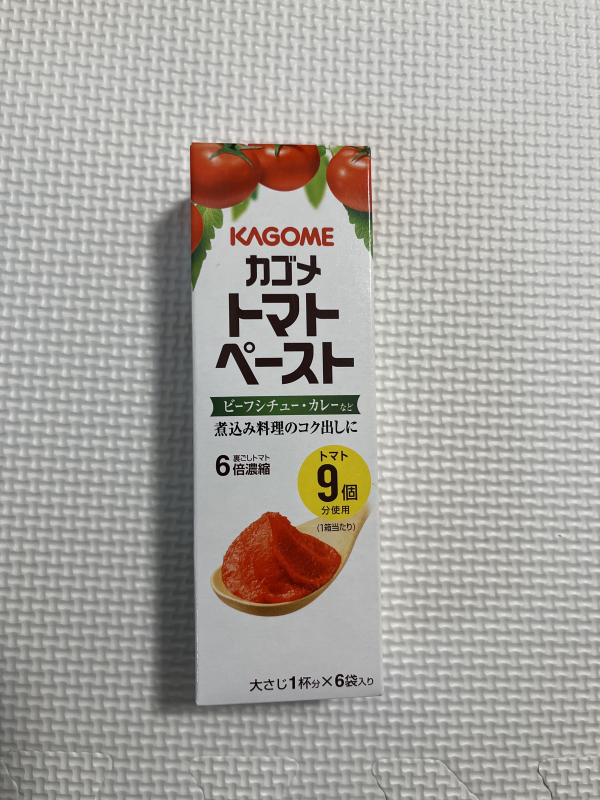 KAGOME
カゴメ
トマト
ペースト
ビーフシチュー・カレーなど
煮込み料理のコク出しに
6倍濃縮
裏ごしトマト
トマト
9個
分使用
(1箱当たり)
大さじ1杯分×6袋入り